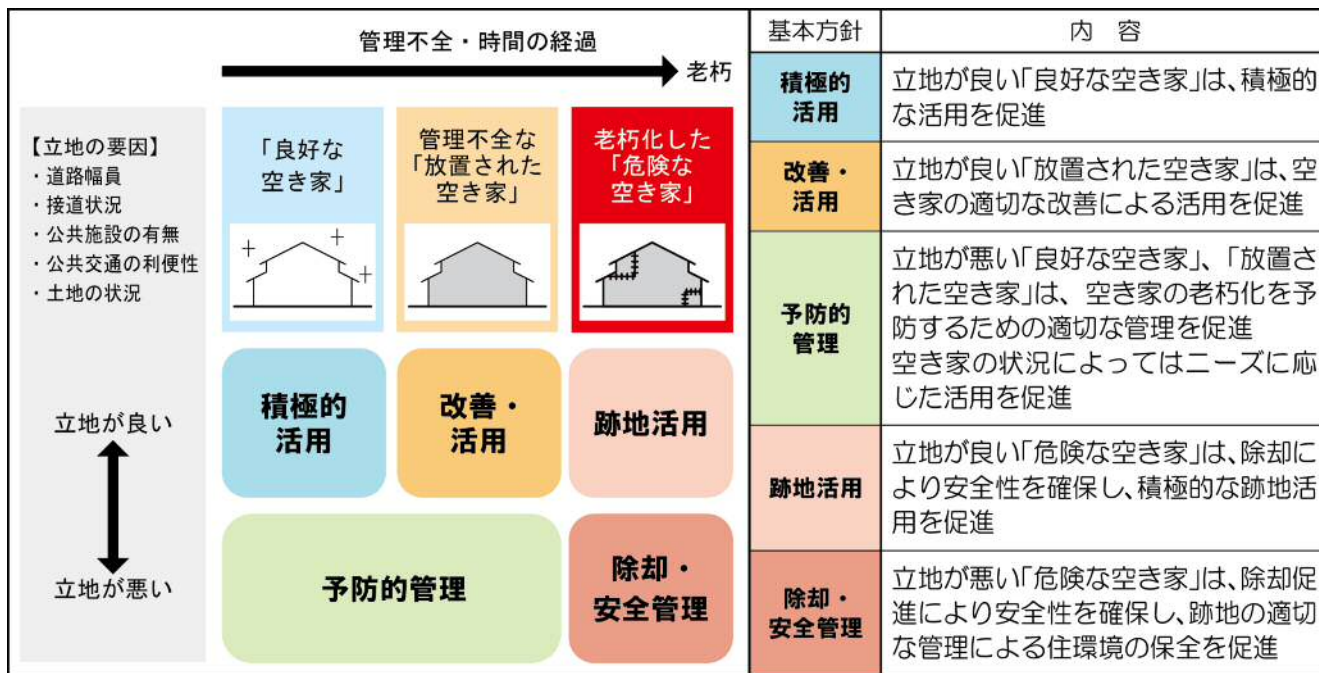 管理不全・時間の経過
老朽
【立地の要因】
・道路幅員
・接道状況
・公共施設の有無
・公共交通の利便性
・土地の状況
「良好な
空き家」
管理不全な
「放置された
空き家」
老朽化した
「危険な
空き家」
立地が良い
立地が悪い
積極的
活用
改善・
活用
跡地活用
予防的管理
除却・
安全管理
基本方針
内 容
積極的
活用
立地が良い「良好な空き家」は、積極的
な活用を促進
改善・
活用
立地が良い「放置された空き家」は、空
き家の適切な改善による活用を促進
予防的
管理
立地が悪い「良好な空き家」、「放置さ
れた空き家」は、空き家の老朽化を予
防するための適切な管理を促進
空き家の状況によってはニーズに応
じた活用を促進
跡地活用
立地が良い「危険な空き家」は、除却に
より安全性を確保し、積極的な跡地活
用を促進
除却・
安全管理
立地が悪い「危険な空き家」は、除却促
進により安全性を確保し、跡地の適切
な管理による住環境の保全を促進